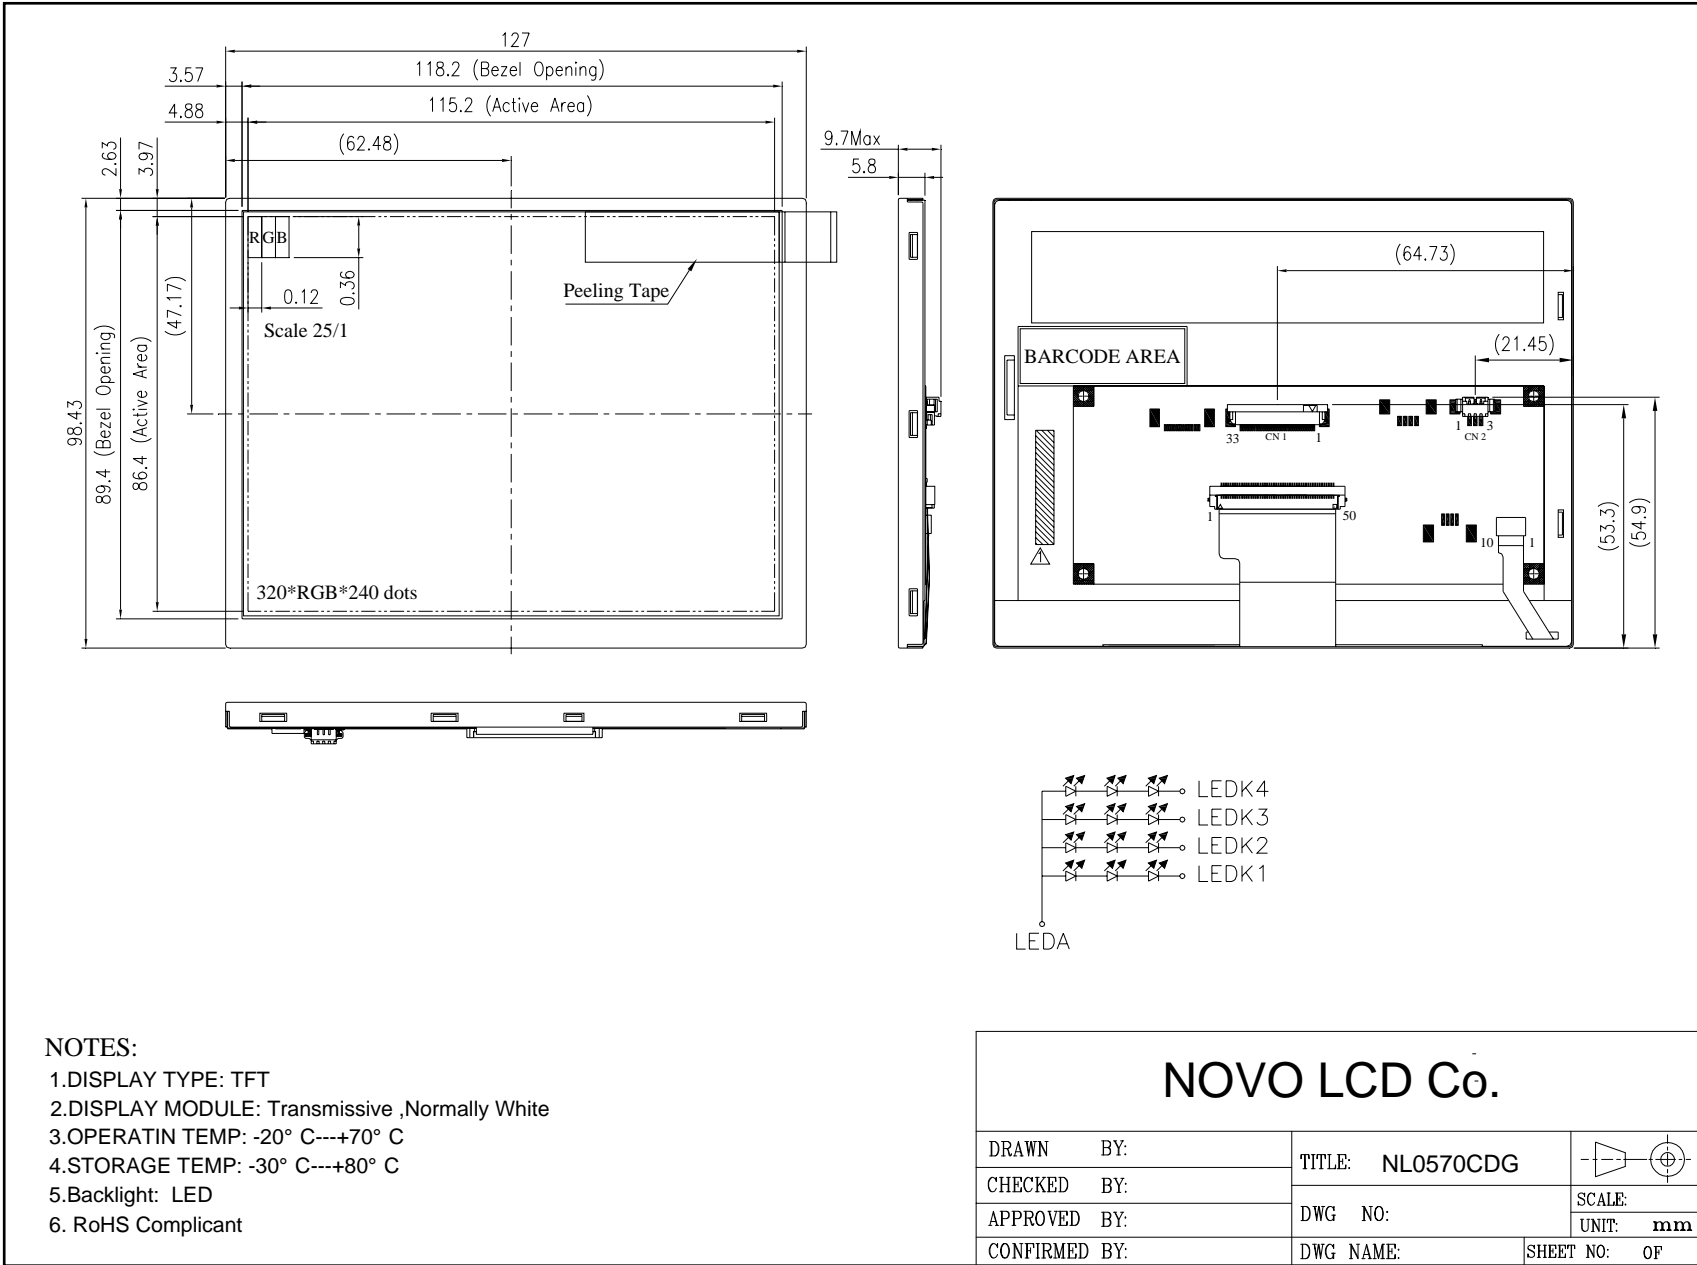 127
118.2 (Bezel Opening)
3.57
115.2 (Active Area)
4.88
(62.48)
2.63
3.97
98.43
89.4 (Bezel Opening)
86.4 (Active Area)
(47.17)
RGB
0.12
0.36
Scale 25/1
Peeling Tape
320*RGB*240 dots
9.7Max
5.8
(64.73)
(21.45)
BARCODE AREA
33
CN 1
1
1
3
CN 2
1
50
10
1
1
(53.3)
(54.9)
LEDK4
LEDK3
LEDK2
LEDK1
LEDA
NOTES:
1.DISPLAY TYPE: TFT
2.DISPLAY MODULE: Transmissive ,Normally White
3.OPERATIN TEMP: -20° C---+70° C
4.STORAGE TEMP: -30° C---+80° C
5.Backlight: LED
6. RoHS Complicant
NOVO LCD Co.
DRAWN BY:
CHECKED BY:
APPROVED BY:
CONFIRMED BY:
TITLE: NL0570CDG
DWG NO:
DWG NAME:
SCALE:
UNIT: mm
SHEET NO: OF